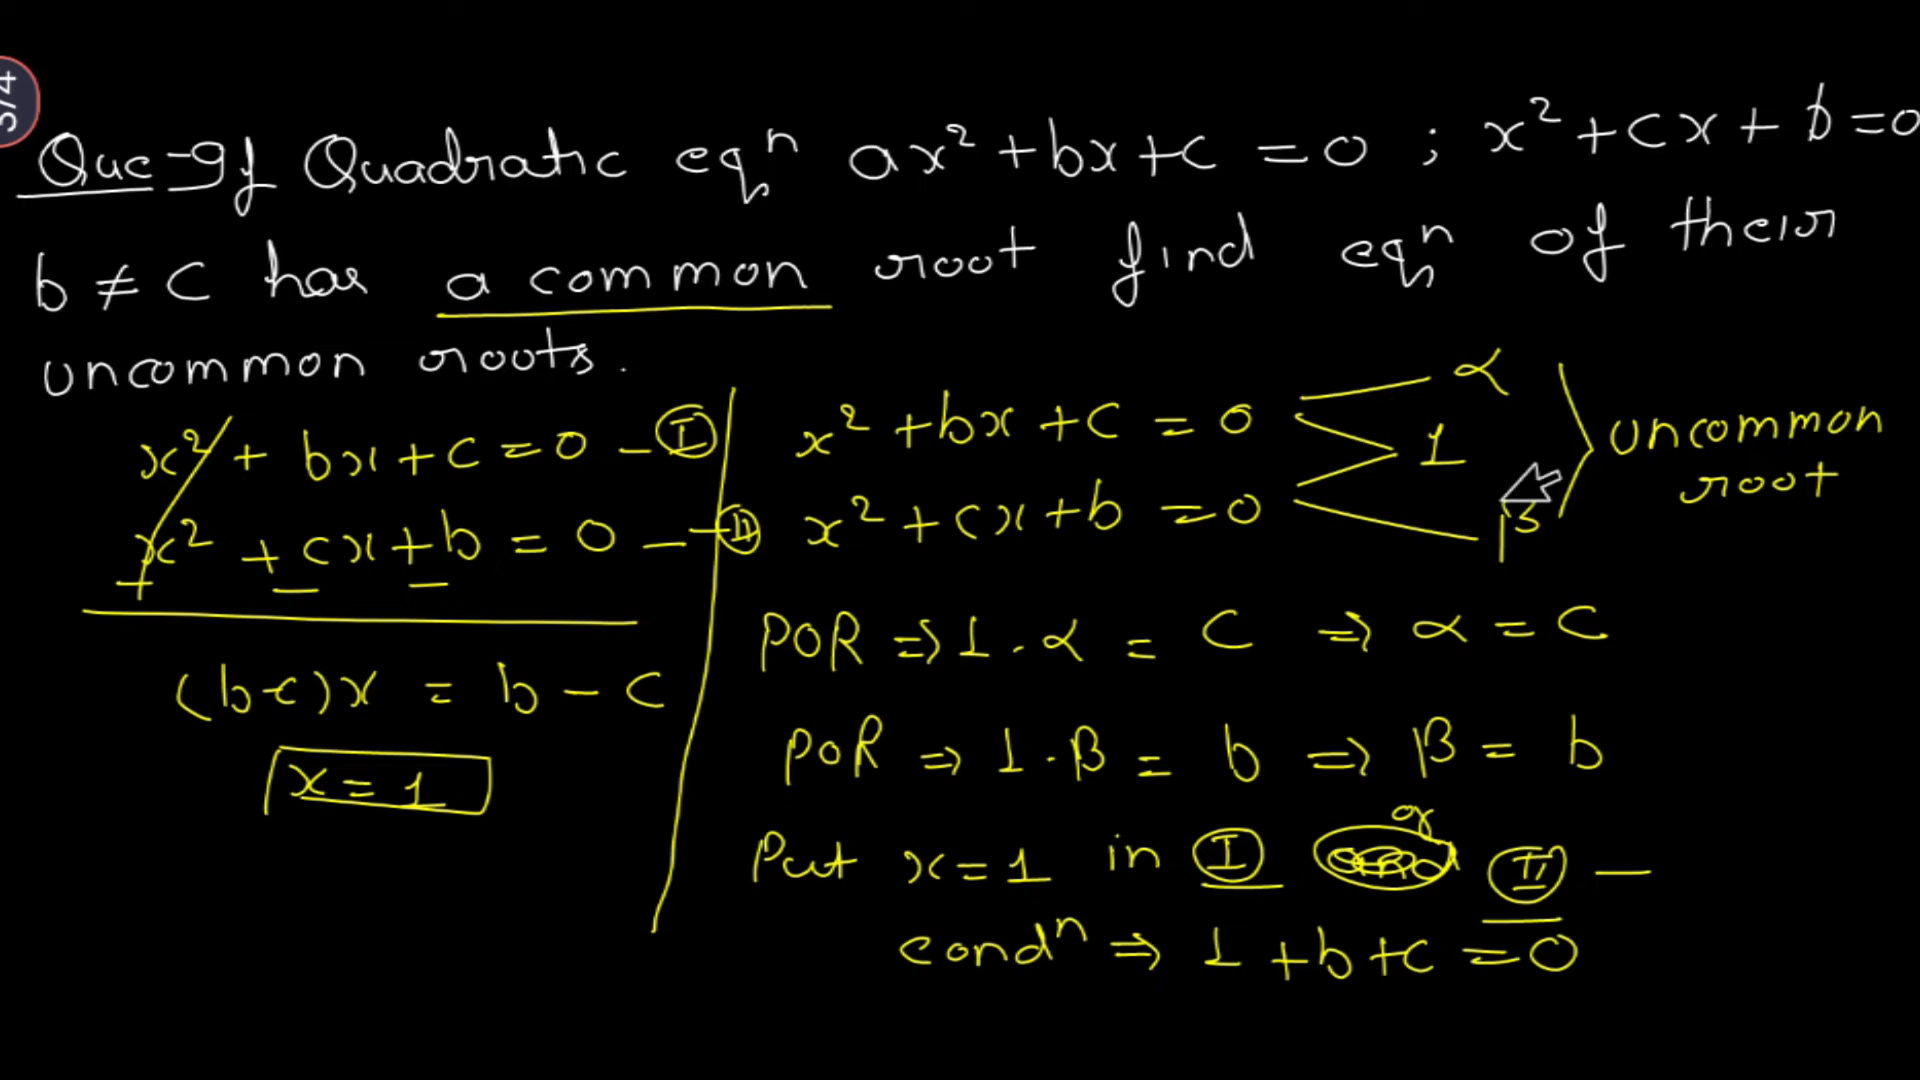 5/4
Que-If Quadratic eqⁿ ax² + bx + c = 0 ; x² + cx + b = 0
b ≠ c has a common root find eqⁿ of their
uncommon roots.
x² + bx + c = 0 — Ⅰ
x² + cx + b = 0 — Ⅱ
(b-c)x = b - c
x = 1
x² + bx + c = 0
x² + cx + b = 0
α
1
β
uncommon
root
POR ⇒ 1 . α = c ⇒ α = c
POR ⇒ 1 . β = b ⇒ β = b
Put x = 1 in Ⅰ or Ⅱ —
condⁿ ⇒ 1 + b + c = 0